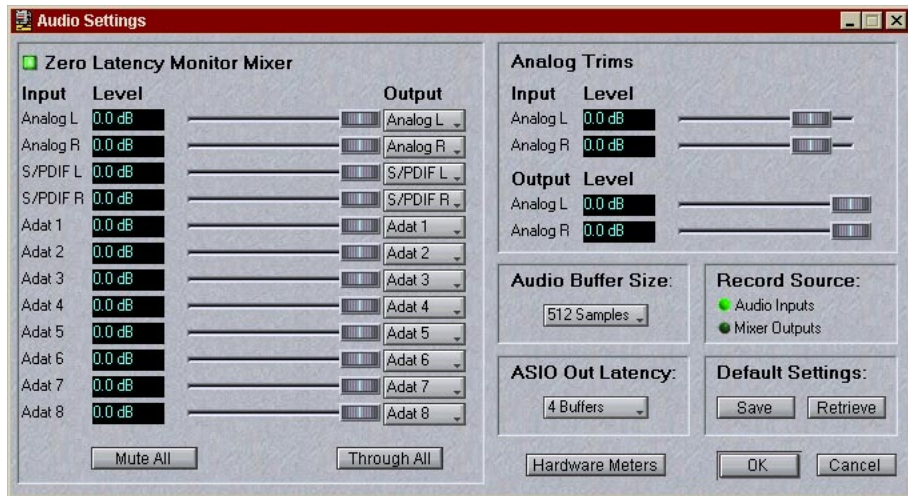 Audio Settings
Zero Latency Monitor Mixer
Input Level Output
Analog L 0.0 dB Analog L
Analog R 0.0 dB Analog R
S/PDIF L 0.0 dB S/PDIF L
S/PDIF R 0.0 dB S/PDIF R
Adat 1 0.0 dB Adat 1
Adat 2 0.0 dB Adat 2
Adat 3 0.0 dB Adat 3
Adat 4 0.0 dB Adat 4
Adat 5 0.0 dB Adat 5
Adat 6 0.0 dB Adat 6
Adat 7 0.0 dB Adat 7
Adat 8 0.0 dB Adat 8
Mute All Through All
Analog Trims
Input Level
Analog L 0.0 dB
Analog R 0.0 dB
Output Level
Analog L 0.0 dB
Analog R 0.0 dB
Audio Buffer Size:
512 Samples
Record Source:
Audio Inputs
Mixer Outputs
ASIO Out Latency:
4 Buffers
Default Settings:
Save Retrieve
Hardware Meters
OK Cancel